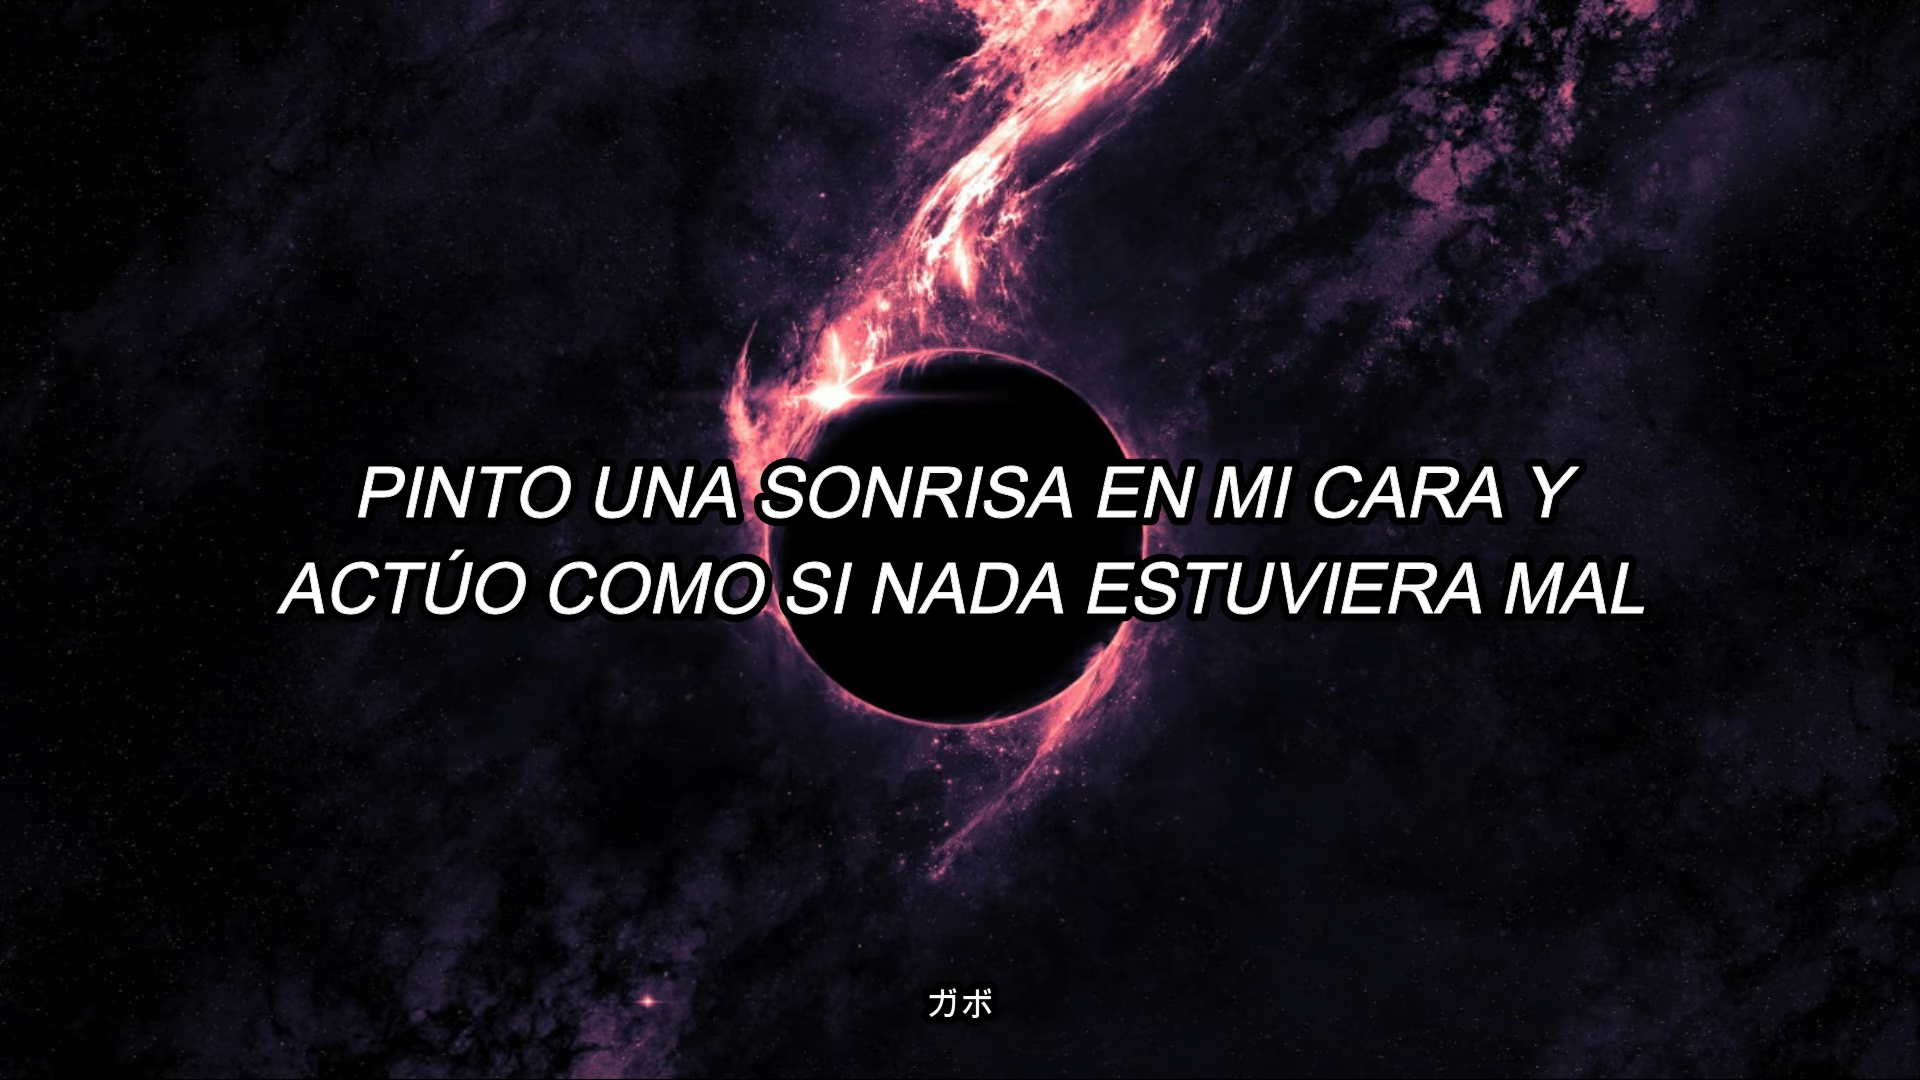 PINTO UNA SONRISA EN MI CARA Y
ACTÚO COMO SI NADA ESTUVIERA MAL
ガボ